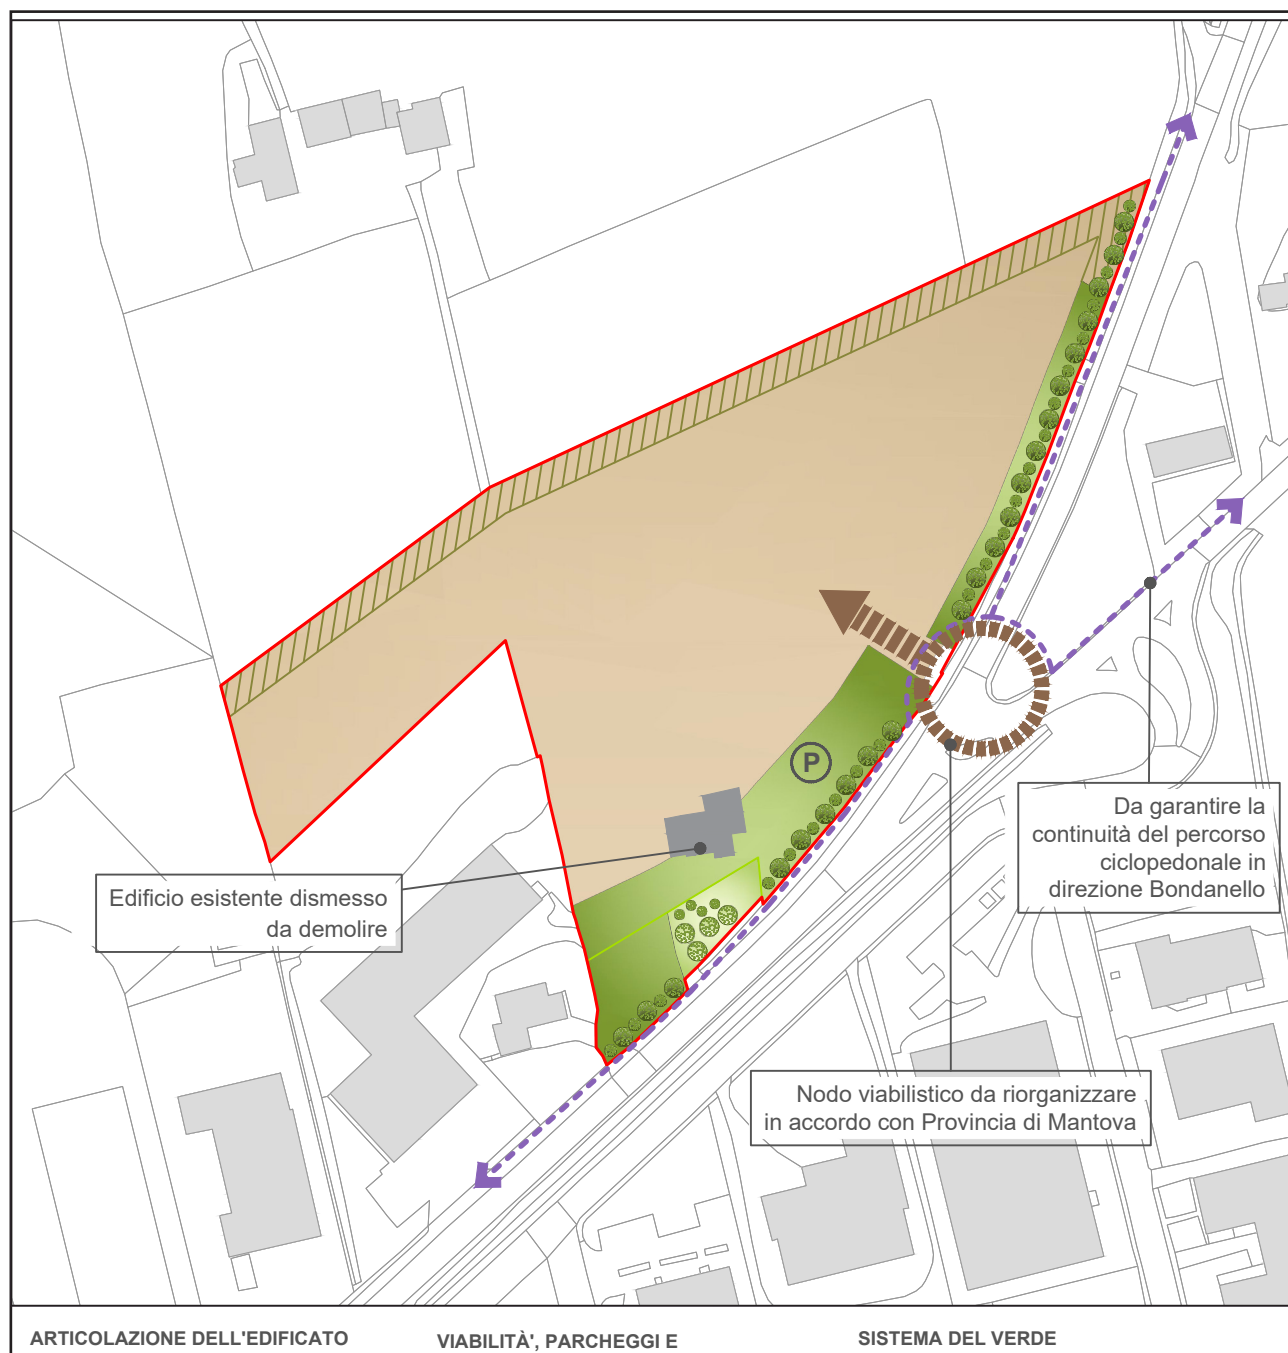 P
Da garantire la
continuità del percorso
ciclopedonale in
direzione Bondanello
Edificio esistente dismesso
da demolire
Nodo viabilistico da riorganizzare
in accordo con Provincia di Mantova
ARTICOLAZIONE DELL'EDIFICATO
VIABILITÀ', PARCHEGGI E
SISTEMA DEL VERDE